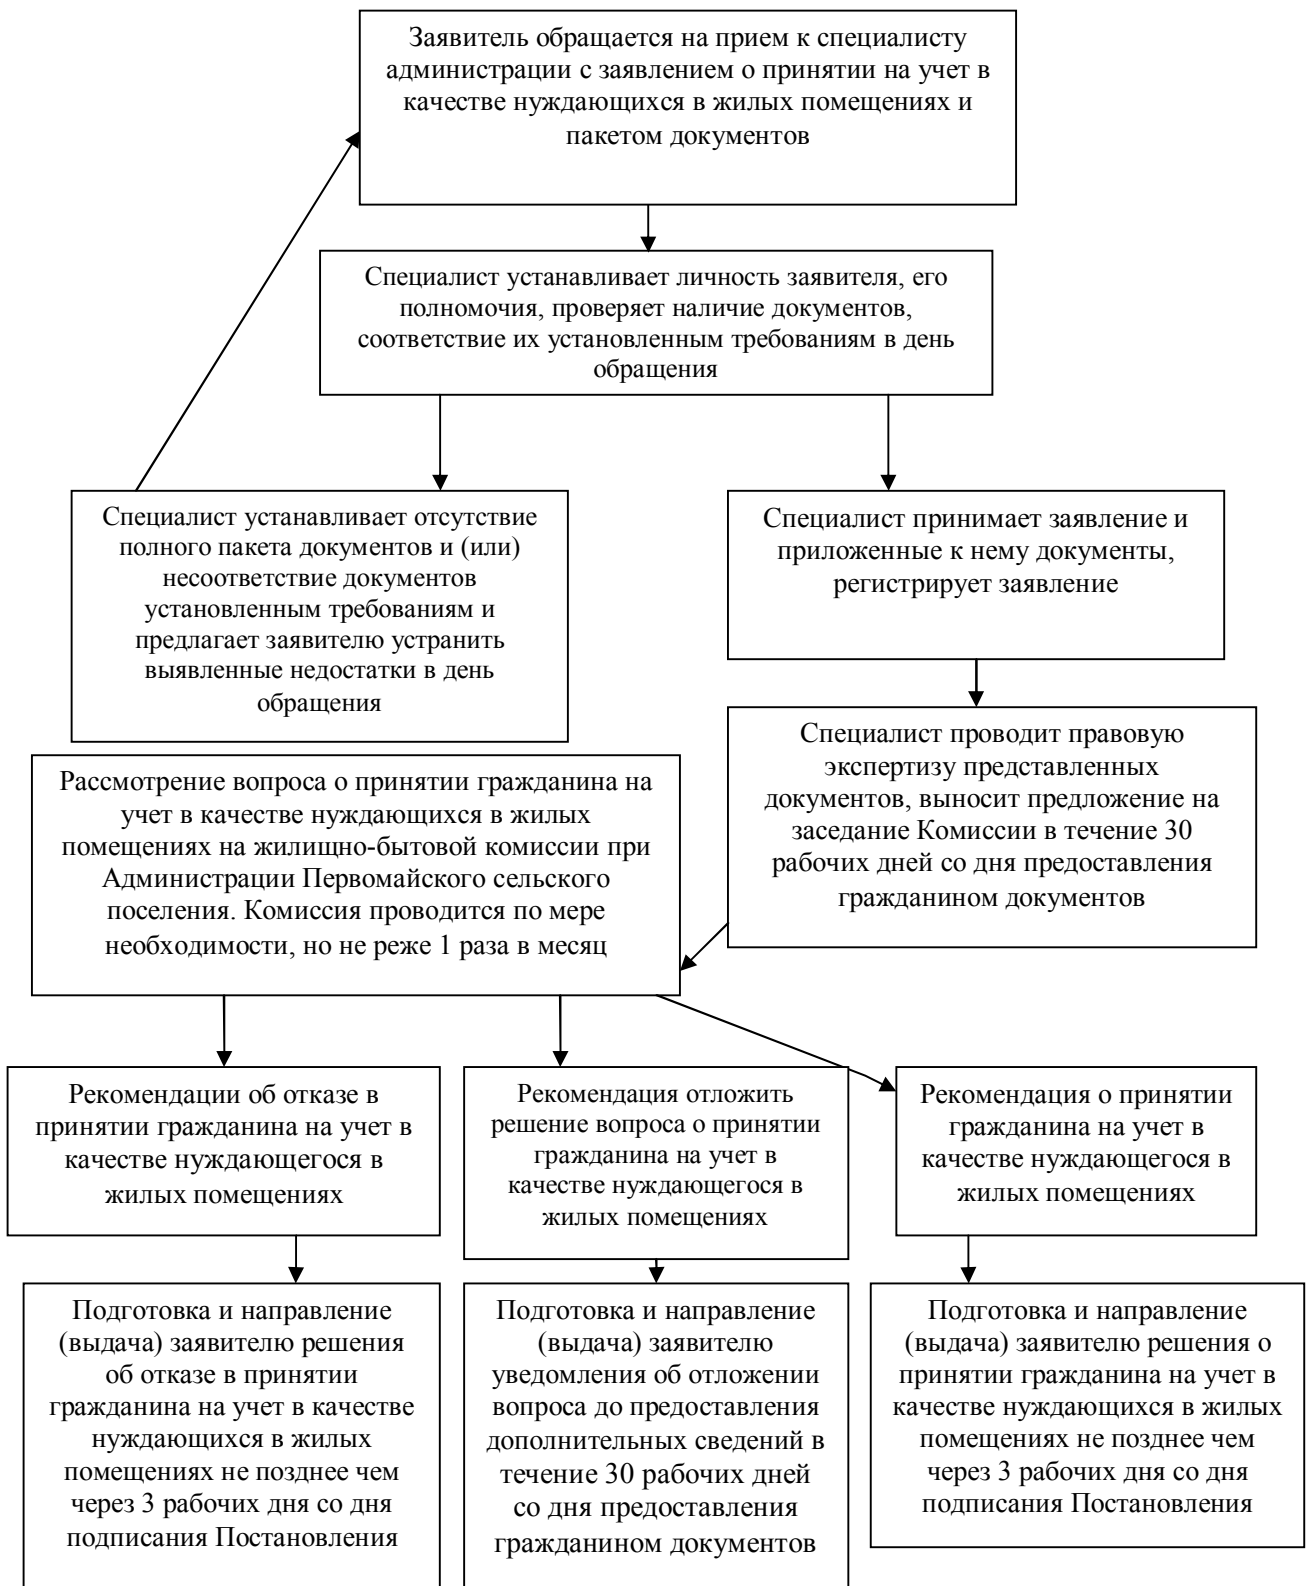 Заявитель обращается на прием к специалисту
администрации с заявлением о принятии на учет в
качестве нуждающихся в жилых помещениях и
пакетом документов
Специалист устанавливает личность заявителя, его
полномочия, проверяет наличие документов,
соответствие их установленным требованиям в день
обращения
Специалист устанавливает отсутствие
полного пакета документов и (или)
несоответствие документов
установленным требованиям и
предлагает заявителю устранить
выявленные недостатки в день
обращения
Специалист принимает заявление и
приложенные к нему документы,
регистрирует заявление
Специалист проводит правовую
экспертизу представленных
документов, выносит предложение на
заседание Комиссии в течение 30
рабочих дней со дня предоставления
гражданином документов
Рассмотрение вопроса о принятии гражданина на
учет в качестве нуждающихся в жилых
помещениях на жилищно-бытовой комиссии при
Администрации Первомайского сельского
поселения. Комиссия проводится по мере
необходимости, но не реже 1 раза в месяц
Рекомендации об отказе в
принятии гражданина на учет в
качестве нуждающегося в
жилых помещениях
Рекомендация отложить
решение вопроса о принятии
гражданина на учет в
качестве нуждающегося в
жилых помещениях
Рекомендация о принятии
гражданина на учет в
качестве нуждающегося в
жилых помещениях
Подготовка и направление
(выдача) заявителю решения
об отказе в принятии
гражданина на учет в качестве
нуждающихся в жилых
помещениях не позднее чем
через 3 рабочих дня со дня
подписания Постановления
Подготовка и направление
(выдача) заявителю
уведомления об отложении
вопроса до предоставления
дополнительных сведений в
течение 30 рабочих дней
со дня предоставления
гражданином документов
Подготовка и направление
(выдача) заявителю решения о
принятии гражданина на учет в
качестве нуждающихся в жилых
помещениях не позднее чем
через 3 рабочих дня со дня
подписания Постановления